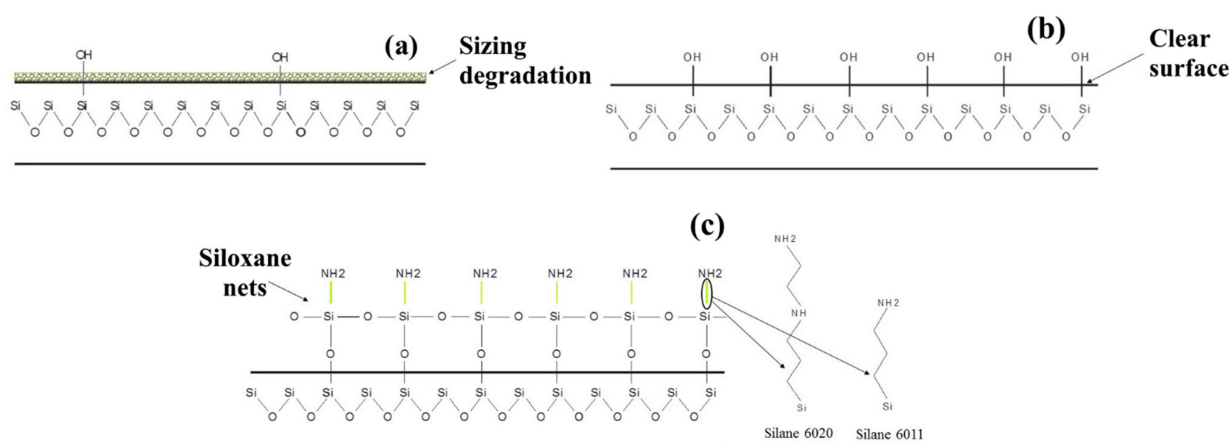 (a)
OH OH
Sizing
degradation
Si Si Si Si Si Si Si Si Si Si Si Si Si
O O O O O O O O O O O O
(b)
OH OH OH OH OH OH
Clear
surface
Si Si Si Si Si Si Si Si Si Si Si Si Si
O O O O O O O O O O O O
(c)
Siloxane
nets
NH2 NH2 NH2 NH2 NH2 NH2
O Si O Si O Si O Si O Si O Si
O O O O O O
Si Si Si Si Si Si Si Si Si Si Si Si Si
O O O O O O O O O O O O
NH2
NH
Si
Silane 6020
NH2
Si
Silane 6011